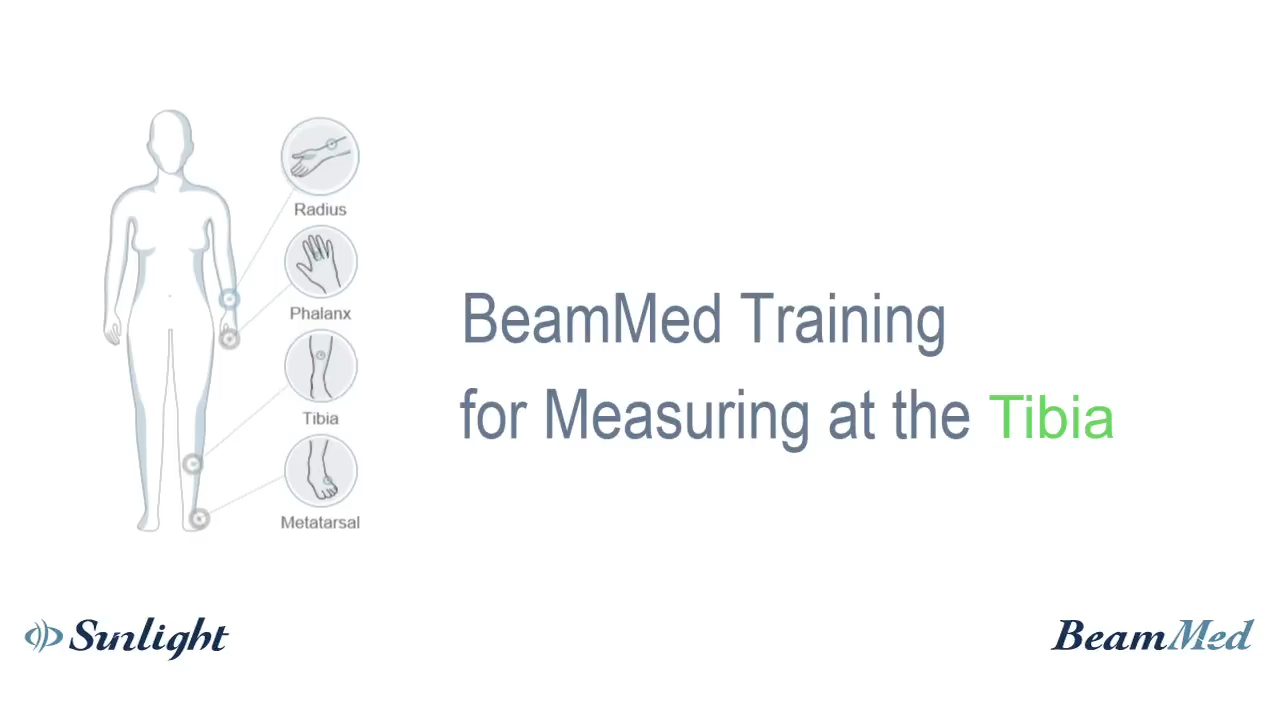 Radius
Phalanx
Tibia
Metatarsal
BeamMed Training
for Measuring at the Tibia
Sunlight
BeamMed